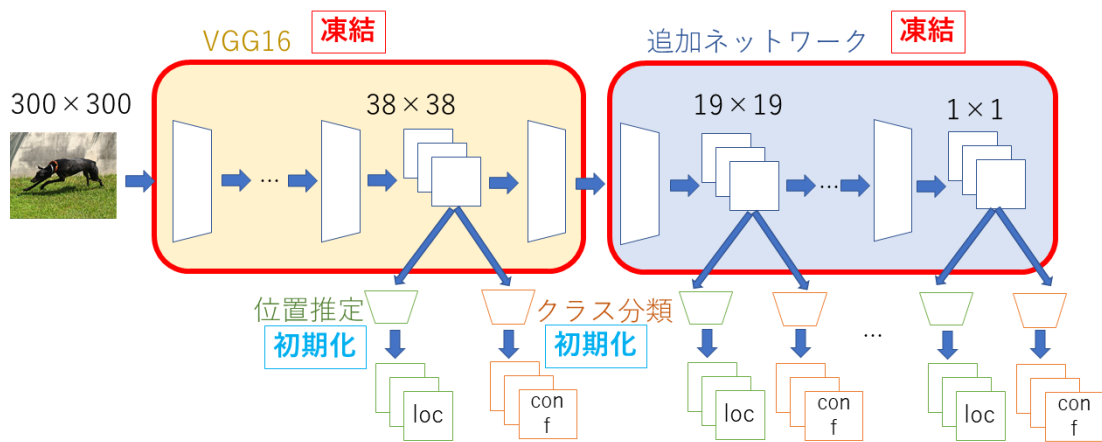 VGG16
凍結
追加ネットワーク
凍結
300×300
38×38
19×19
1×1
...
...
位置推定
クラス分類
初期化
初期化
...
loc
con
f
loc
con
f
loc
con
f